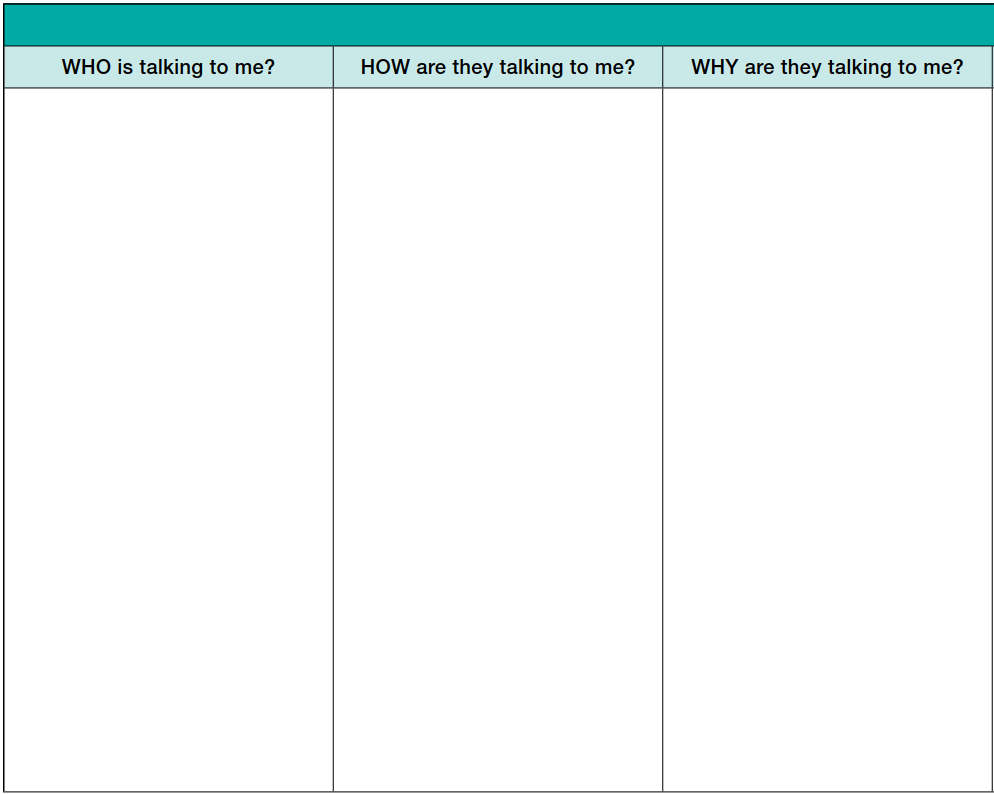 WHO is talking to me?
HOW are they talking to me?
WHY are they talking to me?